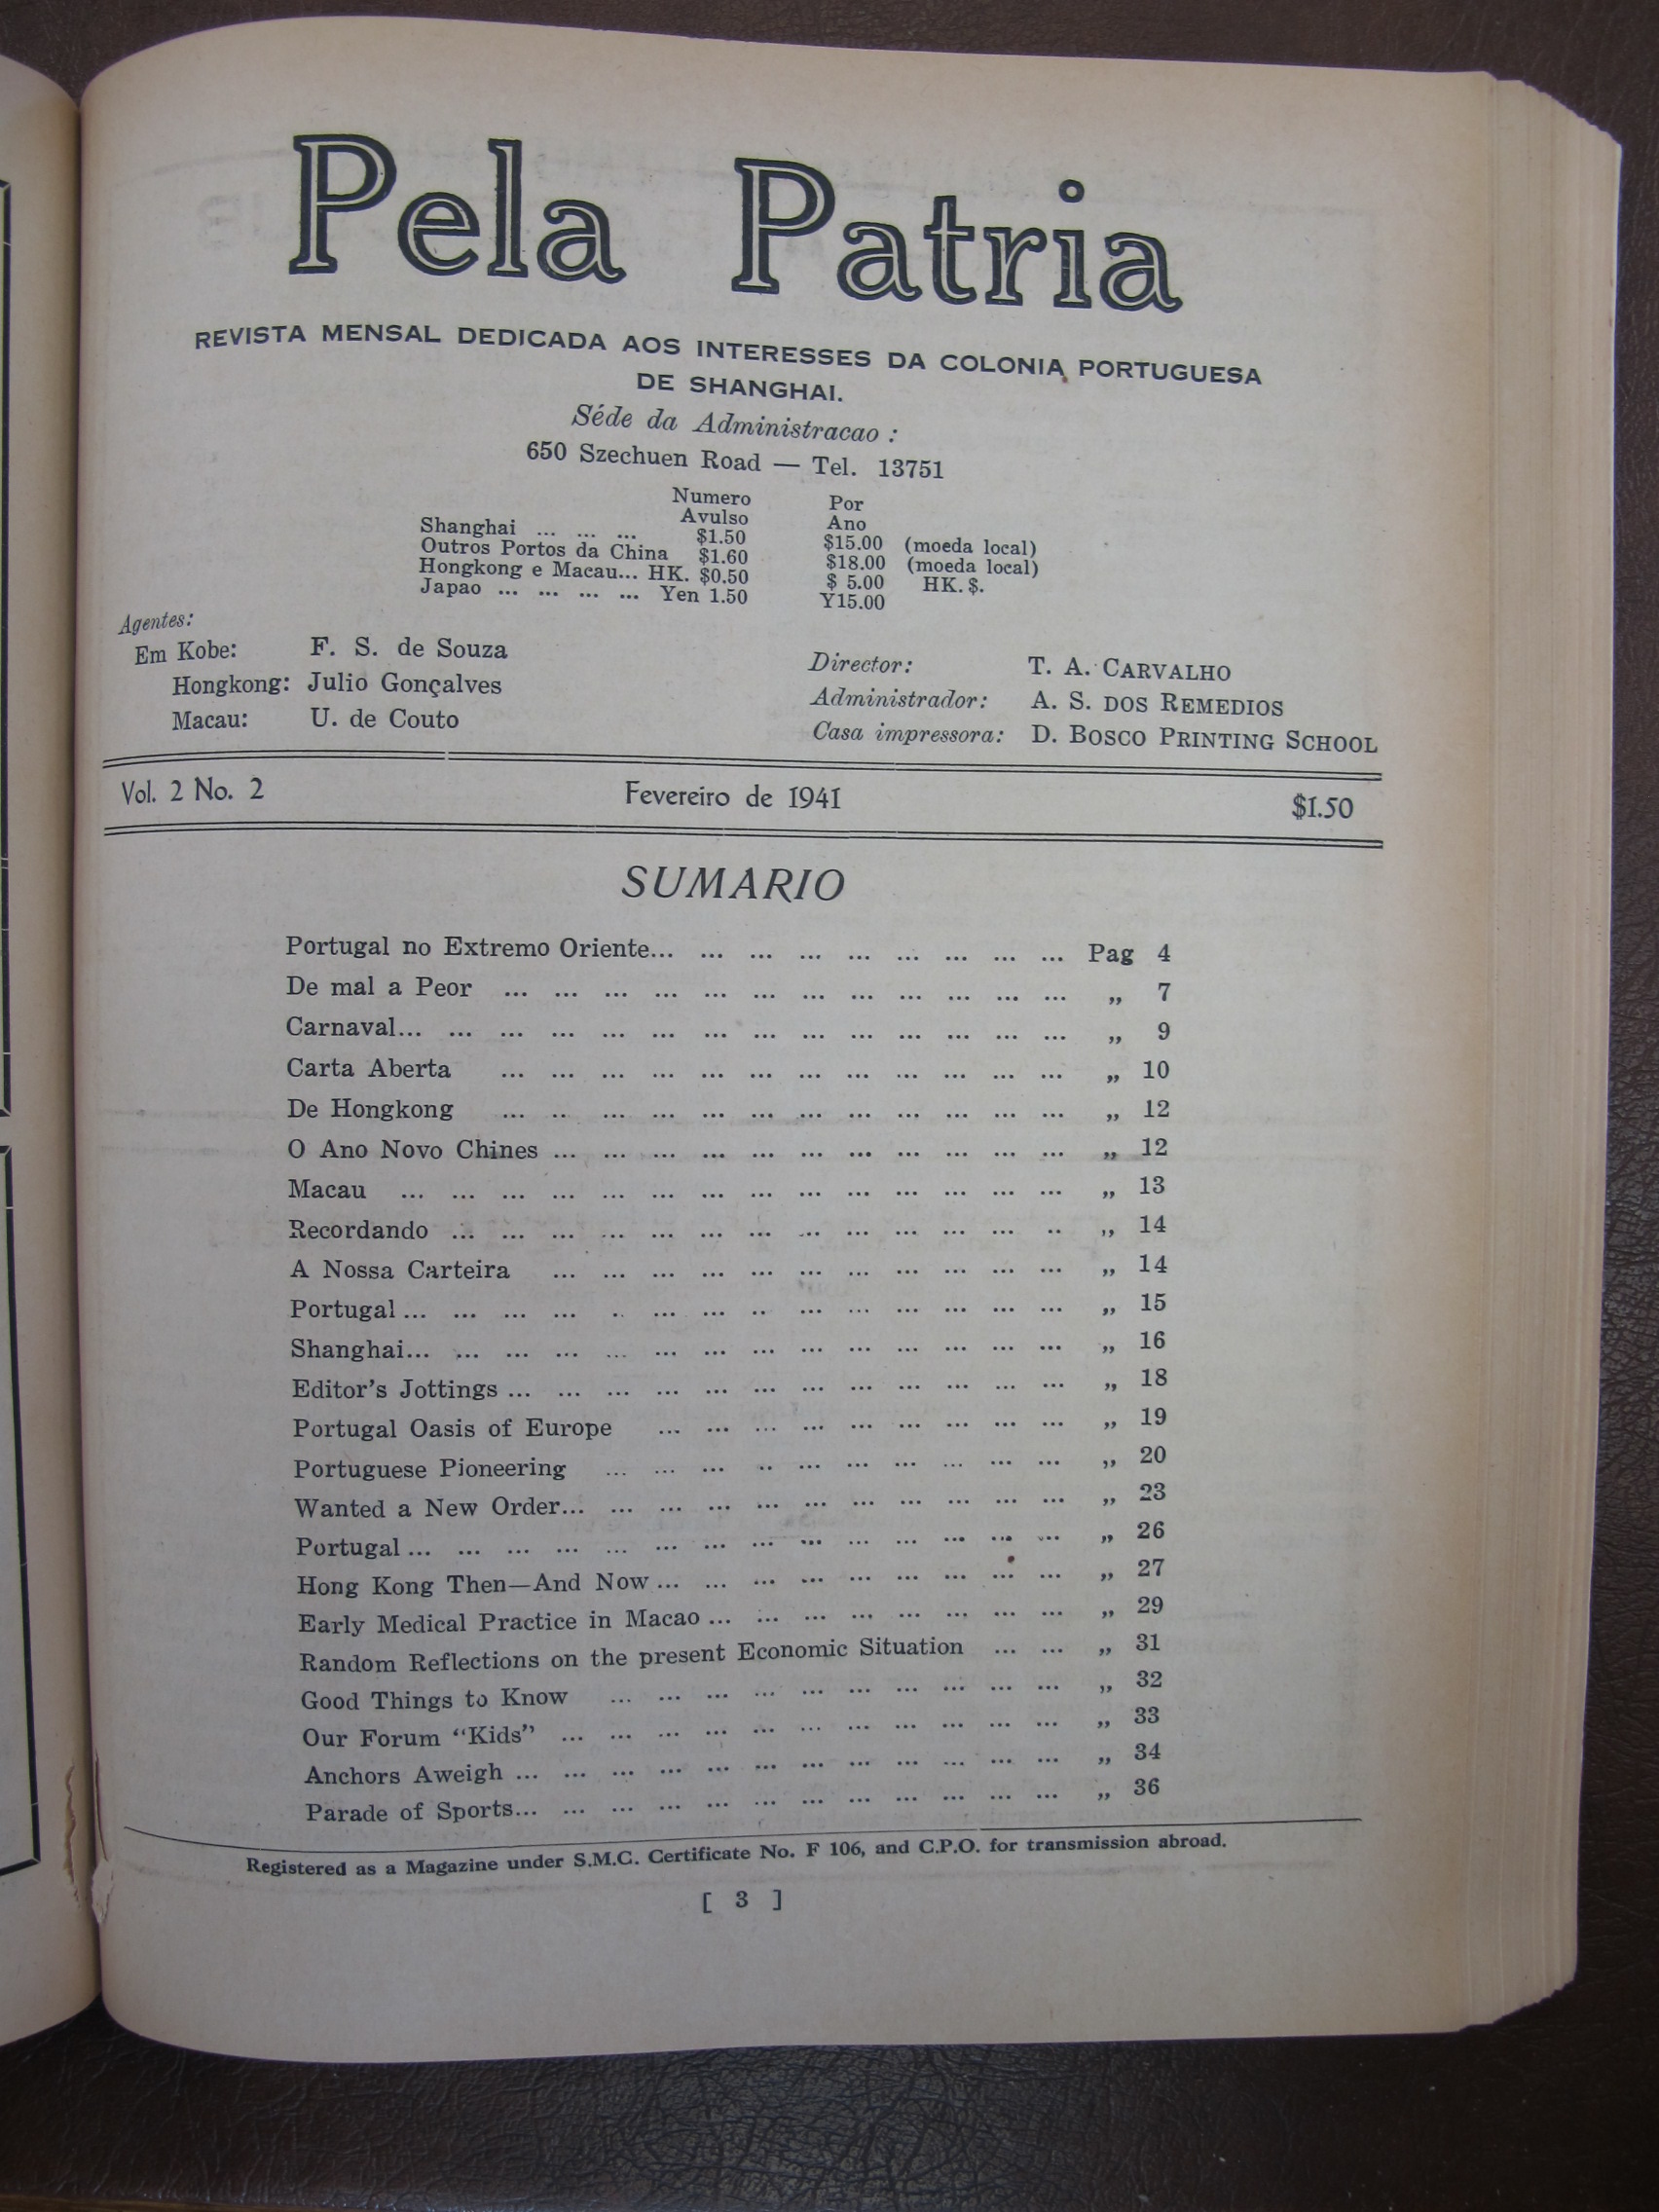 Pela Patria
REVISTA MENSAL DEDICADA AOS INTERESSES DA COLONIA PORTUGUESA
DE SHANGHAI.
Séde da Administracao :
650 Szechuen Road — Tel. 13751
Numero Por
Avulso Ano
Shanghai ... ... ... $1.50 $15.00 (moeda local)
Outros Portos da China $1.60 $18.00 (moeda local)
Hongkong e Macau... HK. $0.50 $ 5.00 HK. $.
Japao ... ... ... ... Yen 1.50 Y15.00
Agentes:
Em Kobe: F. S. de Souza
Hongkong: Julio Gonçalves
Macau: U. de Couto
Director: T. A. CARVALHO
Administrador: A. S. DOS REMEDIOS
Casa impressora: D. BOSCO PRINTING SCHOOL
Vol. 2 No. 2 Fevereiro de 1941 $1.50
SUMARIO
Portugal no Extremo Oriente... ... ... ... ... ... ... ... ... Pag 4
De mal a Peor ... ... ... ... ... ... ... ... ... ... ... ... „ 7
Carnaval... ... ... ... ... ... ... ... ... ... ... ... ... ... „ 9
Carta Aberta ... ... ... ... ... ... ... ... ... ... ... ... „ 10
De Hongkong ... .. ... ... ... ... ... ... ... ... ... ... „ 12
O Ano Novo Chines ... ... ... ... ... ... ... ... ... ... ... „ 12
Macau ... ... ... ... ... ... ... ... ... ... ... ... ... ... „ 13
Recordando ... ... ... ... ... ... ... ... ... ... ... ... .. „ 14
A Nossa Carteira ... ... ... ... ... ... ... ... ... ... ... „ 14
Portugal ... ... ... ... .. ... ... .. ... ... ... ... ... ... „ 15
Shanghai... ... ... ... ... ... ... ... ... ... ... ... ... ... „ 16
Editor's Jottings ... ... ... ... ... ... ... ... ... ... ... ... „ 18
Portugal Oasis of Europe ... ... ... ... ... ... ... ... ... „ 19
Portuguese Pioneering ... ... ... .. ... ... ... ... ... ... „ 20
Wanted a New Order... ... ... ... ... ... ... ... ... ... ... „ 23
Portugal ... ... ... ... ... ... ... ... ... ... ... ... ... ... „ 26
Hong Kong Then—And Now ... ... ... ... ... ... ... ... ... „ 27
Early Medical Practice in Macao ... ... ... ... ... ... ... ... „ 29
Random Reflections on the present Economic Situation ... ... „ 31
Good Things to Know ... ... ... ... ... ... ... ... ... ... „ 32
Our Forum “Kids” ... ... ... ... ... ... ... ... ... ... ... „ 33
Anchors Aweigh ... ... ... ... ... ... ... ... ... ... ... ... „ 34
Parade of Sports... ... ... ... ... ... ... ... ... ... ... ... „ 36
Registered as a Magazine under S.M.C. Certificate No. F 106, and C.P.O. for transmission abroad.
[ 3 ]